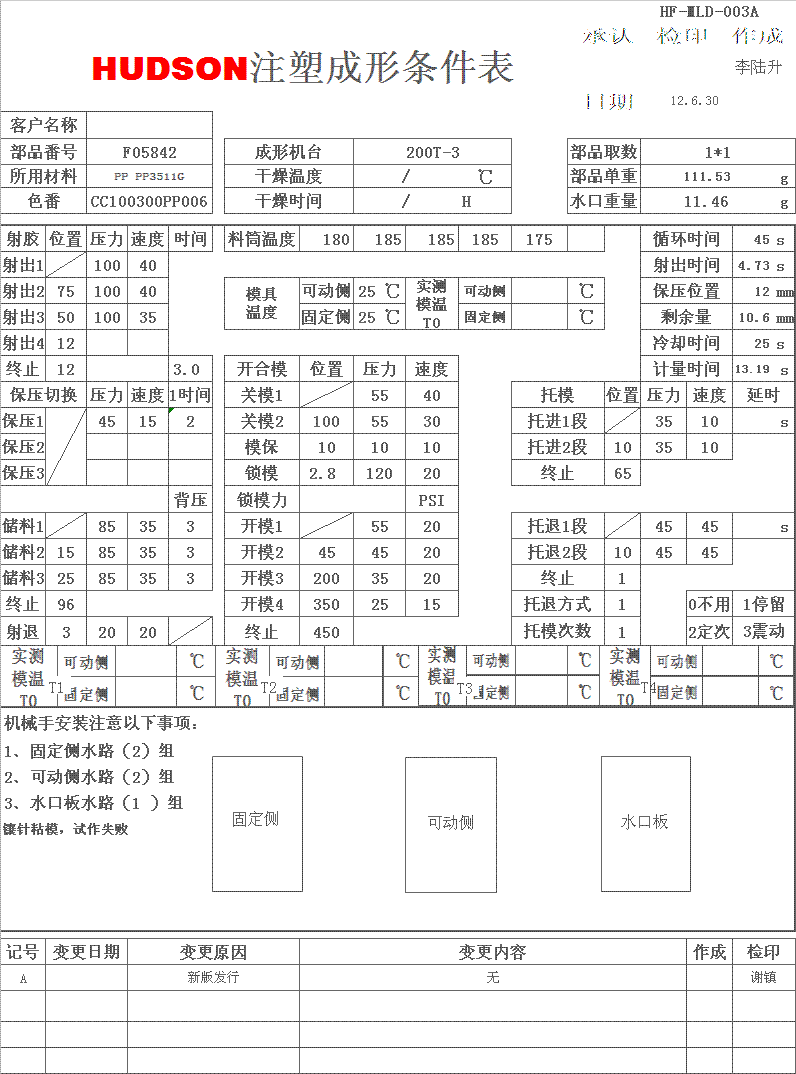 HF-MLD-003A
承认 检印 作成
HUDSON注塑成形条件表
李陆升
日期 12.6.30
客户名称
部品番号 F05842 成形机台 200T-3 部品取数 1*1
所用材料 PP PP3511G 干燥温度 / ℃ 部品单重 111.53 g
色番 CC100300PP006 干燥时间 / H 水口重量 11.46 g
射胶 位置 压力 速度 时间 料筒温度 180 185 185 185 175 循环时间 45 s
射出1 100 40 射出时间 4.73 s
射出2 75 100 40 模具温度 可动侧 25 ℃ 实测模温T0 可动侧 ℃ 保压位置 12 mm
射出3 50 100 35 固定侧 25 ℃ 固定侧 ℃ 剩余量 10.6 mm
射出4 12 冷却时间 25 s
终止 12 3.0 开合模 位置 压力 速度 计量时间 13.19 s
保压切换 压力 速度 1时间 关模1 55 40 托模 位置 压力 速度 延时
保压1 45 15 2 关模2 100 55 30 托进1段 35 10 s
保压2 模保 10 10 10 托进2段 10 35 10
保压3 锁模 2.8 120 20 终止 65
背压 锁模力 PSI
储料1 85 35 3 开模1 55 20 托退1段 45 45 s
储料2 15 85 35 3 开模2 45 45 20 托退2段 10 45 45
储料3 25 85 35 3 开模3 200 35 20 终止 1
终止 96 开模4 350 25 15 托退方式 1 0不用 1停留
射退 3 20 20 终止 450 托模次数 1 2定次 3震动
实测模温T0 T1 可动侧 ℃ 实测模温T0 T2 可动侧 ℃ 实测模温T0 T3 可动侧 ℃ 实测模温T0 T4 可动侧 ℃
固定侧 ℃ 固定侧 ℃ 固定侧 ℃ 固定侧 ℃
机械手安装注意以下事项:
1、固定侧水路(2)组
2、可动侧水路(2)组
3、水口板水路(1 )组
镶针粘模,试作失败
固定侧 可动侧 水口板
记号 变更日期 变更原因 变更内容 作成 检印
A 新版发行 无 谢镇